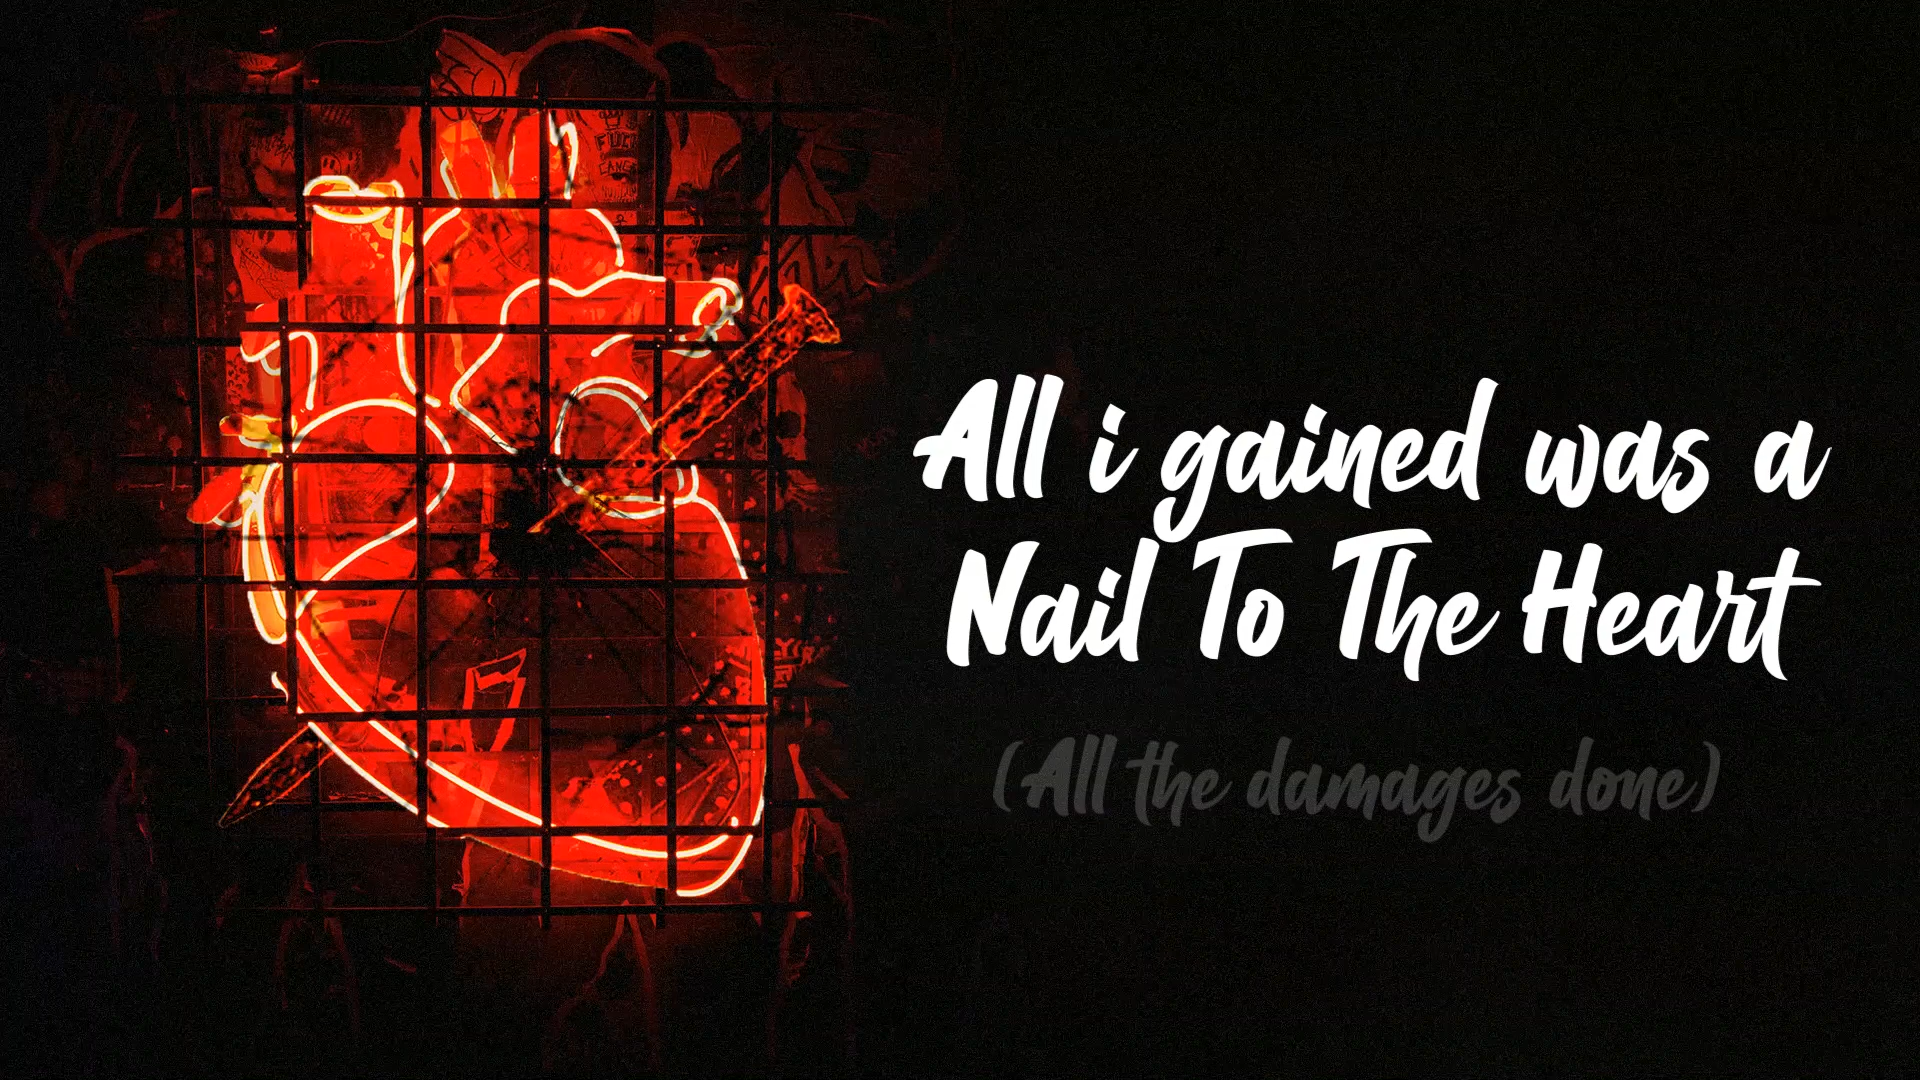 All i gained was a
Nail To The Heart
(All the damages done)